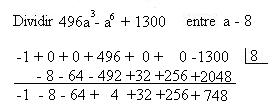 Dividir 496a³- a⁶ + 1300 entre a - 8
-1 + 0 + 0 + 496 + 0 + 0 -1300 |8
- 8 - 64 - 492 +32 +256 +2048
-1 - 8 - 64 + 4 +32 +256 + 748